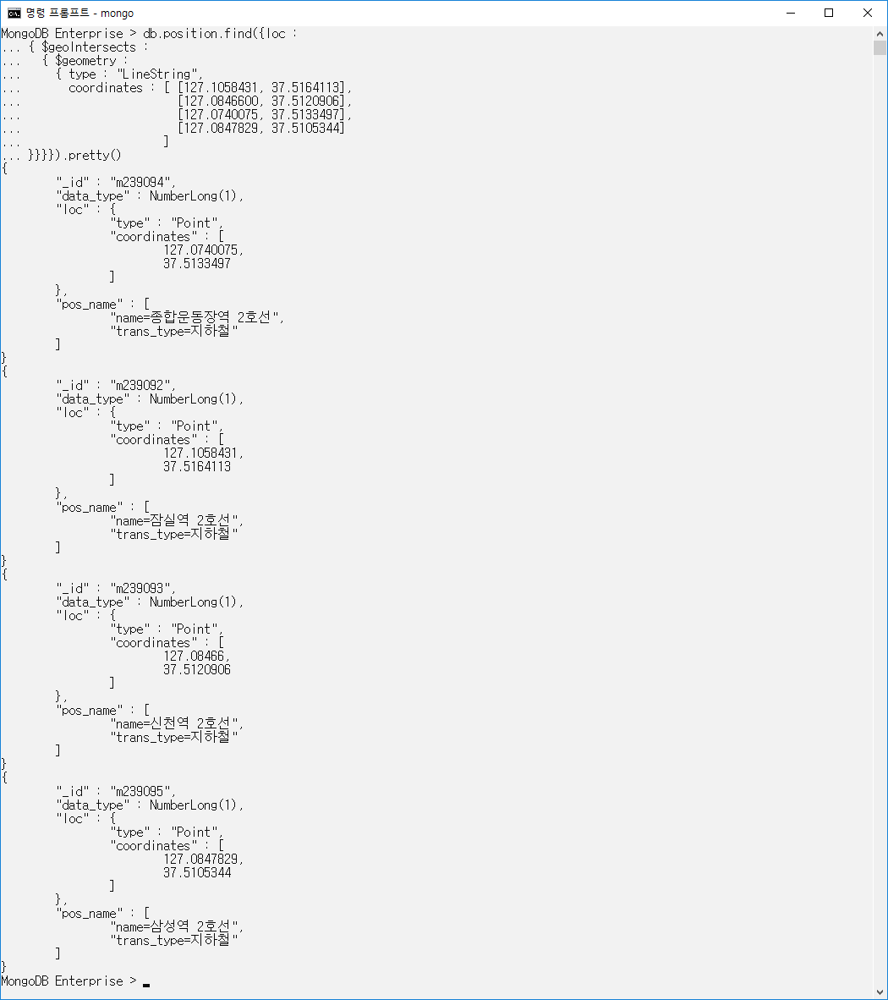 명령 프롬프트 - mongo
MongoDB Enterprise > db.position.find({loc :
... { $geoIntersects :
...   { $geometry :
...     { type : "LineString",
...       coordinates : [ [127.1058431, 37.5164113],
...                       [127.0846600, 37.5120906],
...                       [127.0740075, 37.5133497],
...                       [127.0847829, 37.5105344]
...                     ]
... }}}}).pretty()
{
        "_id" : "m239094",
        "data_type" : NumberLong(1),
        "loc" : {
                "type" : "Point",
                "coordinates" : [
                        127.0740075,
                        37.5133497
                ]
        },
        "pos_name" : [
                "name=종합운동장역 2호선",
                "trans_type=지하철"
        ]
}
{
        "_id" : "m239092",
        "data_type" : NumberLong(1),
        "loc" : {
                "type" : "Point",
                "coordinates" : [
                        127.1058431,
                        37.5164113
                ]
        },
        "pos_name" : [
                "name=잠실역 2호선",
                "trans_type=지하철"
        ]
}
{
        "_id" : "m239093",
        "data_type" : NumberLong(1),
        "loc" : {
                "type" : "Point",
                "coordinates" : [
                        127.08466,
                        37.5120906
                ]
        },
        "pos_name" : [
                "name=신천역 2호선",
                "trans_type=지하철"
        ]
}
{
        "_id" : "m239095",
        "data_type" : NumberLong(1),
        "loc" : {
                "type" : "Point",
                "coordinates" : [
                        127.0847829,
                        37.5105344
                ]
        },
        "pos_name" : [
                "name=삼성역 2호선",
                "trans_type=지하철"
        ]
}
MongoDB Enterprise > _